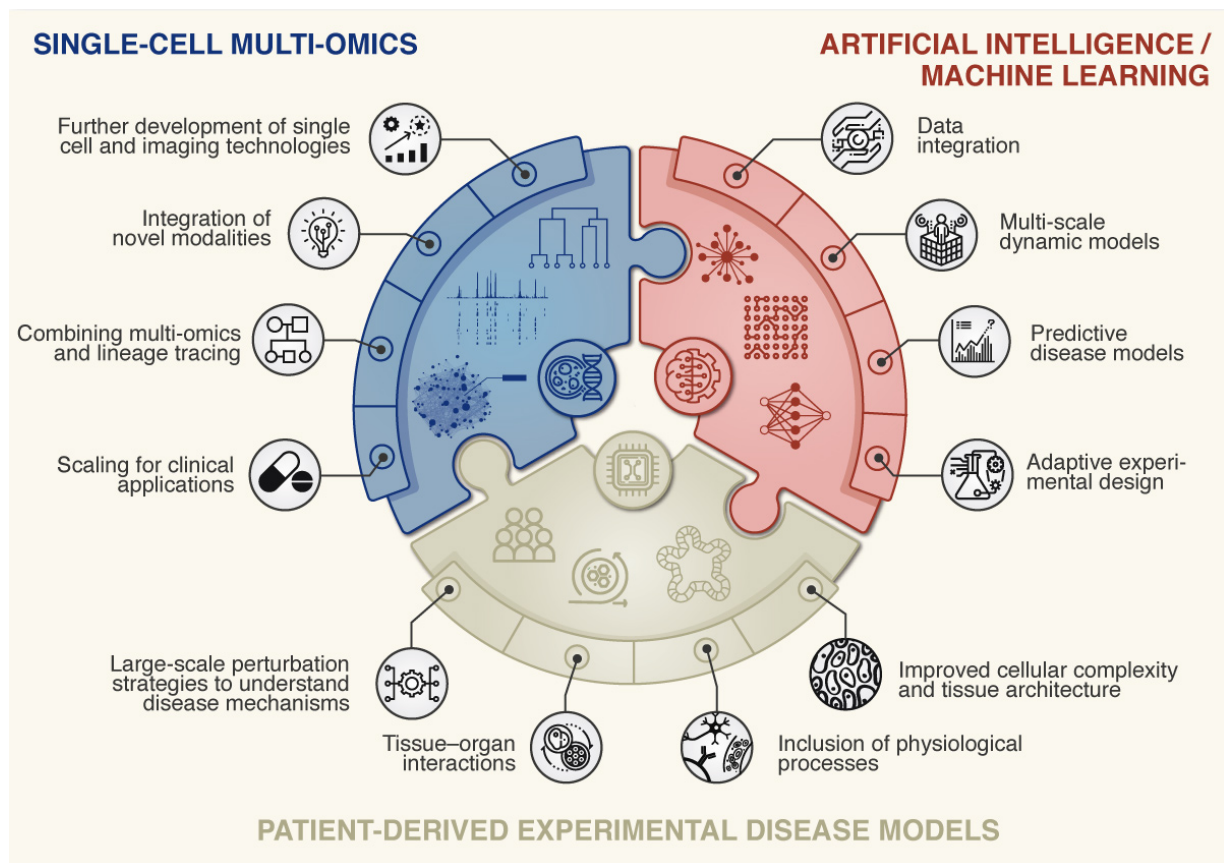 SINGLE-CELL MULTI-OMICS
ARTIFICIAL INTELLIGENCE /
MACHINE LEARNING
Further development of single
cell and imaging technologies
Integration of
novel modalities
Combining multi-omics
and lineage tracing
Scaling for clinical
applications
Data
integration
Multi-scale
dynamic models
Predictive
disease models
Adaptive experi-
mental design
Large-scale perturbation
strategies to understand
disease mechanisms
Tissue–organ
interactions
Inclusion of physiological
processes
Improved cellular complexity
and tissue architecture
PATIENT-DERIVED EXPERIMENTAL DISEASE MODELS